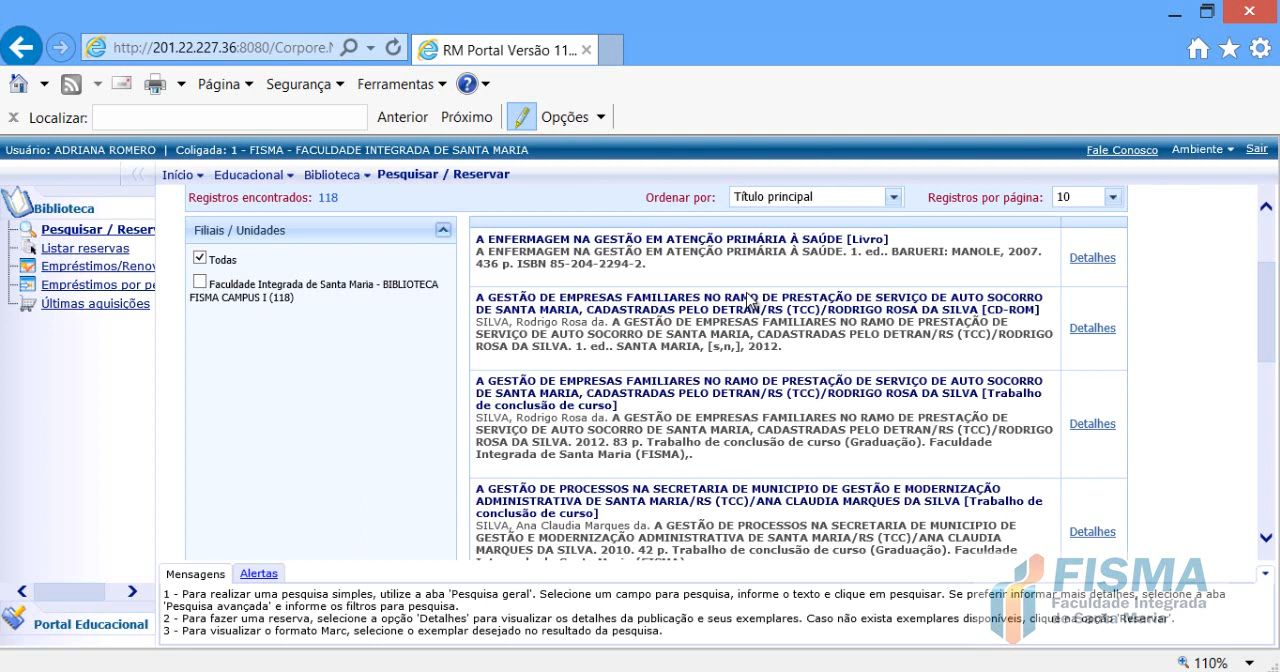 http://201.22.227.36:8080/Corpore.N
RM Portal Versão 11...
Página
Segurança
Ferramentas
Localizar:
Anterior
Próximo
Opções
Usuário: ADRIANA ROMERO | Coligada: 1 - FISMA - FACULDADE INTEGRADA DE SANTA MARIA
Fale Conosco
Ambiente
Sair
Início
Educacional
Biblioteca
Pesquisar / Reservar
Biblioteca
Pesquisar / Reser
Listar reservas
Empréstimos/Reno
Empréstimos por pe
Últimas aquisições
Registros encontrados: 118
Ordenar por:
Título principal
Registros por página:
10
Filiais / Unidades
Todas
Faculdade Integrada de Santa Maria - BIBLIOTECA
FISMA CAMPUS I (118)
A ENFERMAGEM NA GESTÃO EM ATENÇÃO PRIMÁRIA À SAÚDE [Livro]
A ENFERMAGEM NA GESTÃO EM ATENÇÃO PRIMÁRIA À SAÚDE. 1. ed.. BARUERI: MANOLE, 2007.
436 p. ISBN 85-204-2294-2.
Detalhes
A GESTÃO DE EMPRESAS FAMILIARES NO RAMO DE PRESTAÇÃO DE SERVIÇO DE AUTO SOCORRO
DE SANTA MARIA, CADASTRADAS PELO DETRAN/RS (TCC)/RODRIGO ROSA DA SILVA [CD-ROM]
SILVA, Rodrigo Rosa da. A GESTÃO DE EMPRESAS FAMILIARES NO RAMO DE PRESTAÇÃO DE
SERVIÇO DE AUTO SOCORRO DE SANTA MARIA, CADASTRADAS PELO DETRAN/RS (TCC)/RODRIGO
ROSA DA SILVA. 1. ed.. SANTA MARIA, [s,n,], 2012.
Detalhes
A GESTÃO DE EMPRESAS FAMILIARES NO RAMO DE PRESTAÇÃO DE SERVIÇO DE AUTO SOCORRO
DE SANTA MARIA, CADASTRADAS PELO DETRAN/RS (TCC)/RODRIGO ROSA DA SILVA [Trabalho
de conclusão de curso]
SILVA, Rodrigo Rosa da. A GESTÃO DE EMPRESAS FAMILIARES NO RAMO DE PRESTAÇÃO DE
SERVIÇO DE AUTO SOCORRO DE SANTA MARIA, CADASTRADAS PELO DETRAN/RS (TCC)/RODRIGO
ROSA DA SILVA. 2012. 83 p. Trabalho de conclusão de curso (Graduação). Faculdade
Integrada de Santa Maria (FISMA),.
Detalhes
A GESTÃO DE PROCESSOS NA SECRETARIA DE MUNICIPIO DE GESTÃO E MODERNIZAÇÃO
ADMINISTRATIVA DE SANTA MARIA/RS (TCC)/ANA CLAUDIA MARQUES DA SILVA [Trabalho de
conclusão de curso]
SILVA, Ana Claudia Marques da. A GESTÃO DE PROCESSOS NA SECRETARIA DE MUNICIPIO DE
GESTÃO E MODERNIZAÇÃO ADMINISTRATIVA DE SANTA MARIA/RS (TCC)/ANA CLAUDIA
MARQUES DA SILVA. 2010. 42 p. Trabalho de conclusão de curso (Graduação). Faculdade
Detalhes
Mensagens
Alertas
1 - Para realizar uma pesquisa simples, utilize a aba 'Pesquisa geral'. Selecione um campo para pesquisa, informe o texto e clique em pesquisar. Se preferir informar mais detalhes, selecione a aba
'Pesquisa avançada' e informe os filtros para pesquisa.
2 - Para fazer uma reserva, selecione a opção 'Detalhes' para visualizar os detalhes da publicação e seus exemplares. Caso não exista exemplares disponíveis, clique na opção 'Reservar'.
3 - Para visualizar o formato Marc, selecione o exemplar desejado no resultado da pesquisa.
FISMA
Faculdade Integrada
de Santa Maria
Portal Educacional
110%